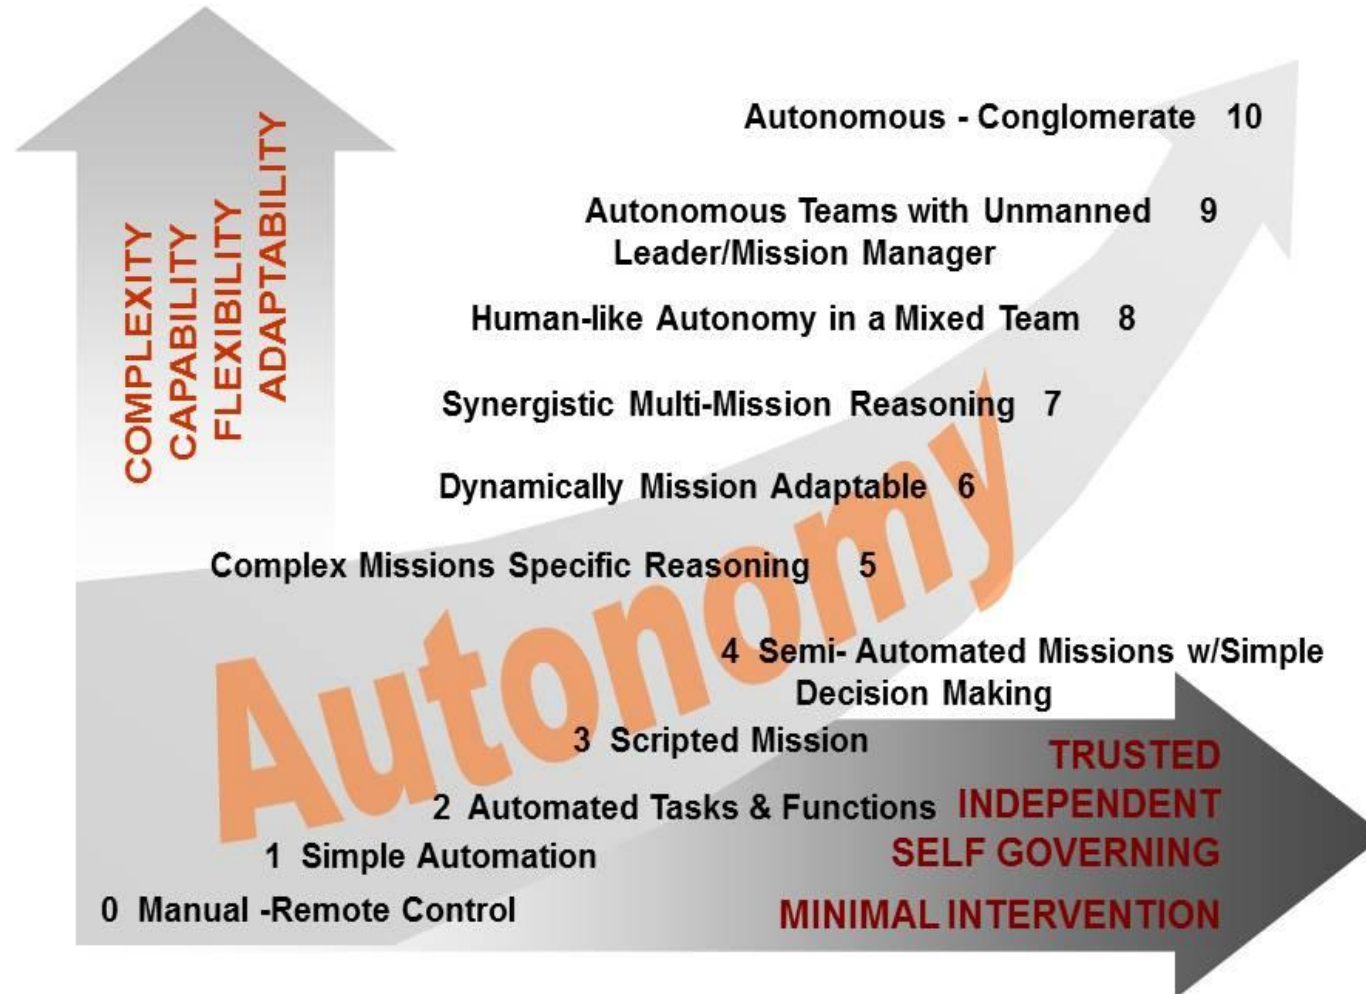 COMPLEXITY
CAPABILITY
FLEXIBILITY
ADAPTABILITY
Autonomous - Conglomerate 10
Autonomous Teams with Unmanned 9
Leader/Mission Manager
Human-like Autonomy in a Mixed Team 8
Synergistic Multi-Mission Reasoning 7
Dynamically Mission Adaptable 6
Complex Missions Specific Reasoning 5
Autonomy
4 Semi- Automated Missions w/Simple
Decision Making
3 Scripted Mission
2 Automated Tasks & Functions
1 Simple Automation
0 Manual -Remote Control
TRUSTED
INDEPENDENT
SELF GOVERNING
MINIMAL INTERVENTION